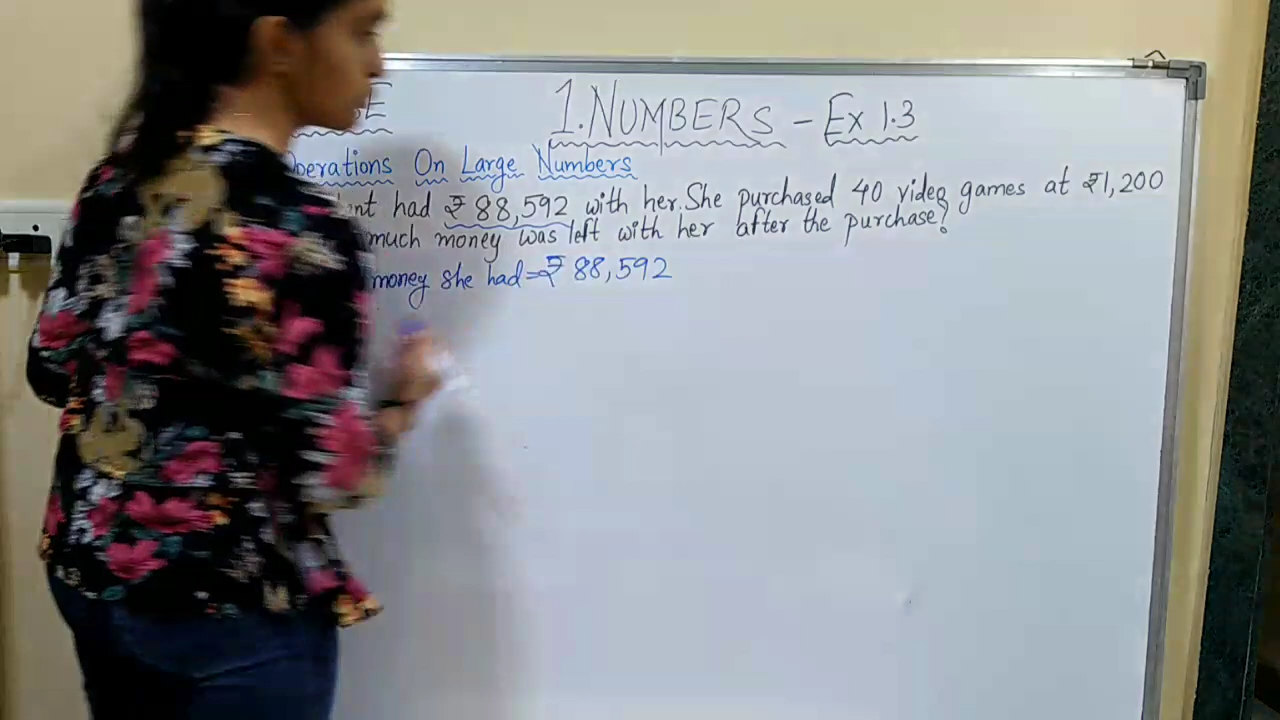 1. NUMBERS - Ex 1.3
Operations On Large Numbers
had ₹88,592 with her. She purchased 40 video games at ₹1,200
much money was left with her after the purchase?
money she had = ₹ 88,592